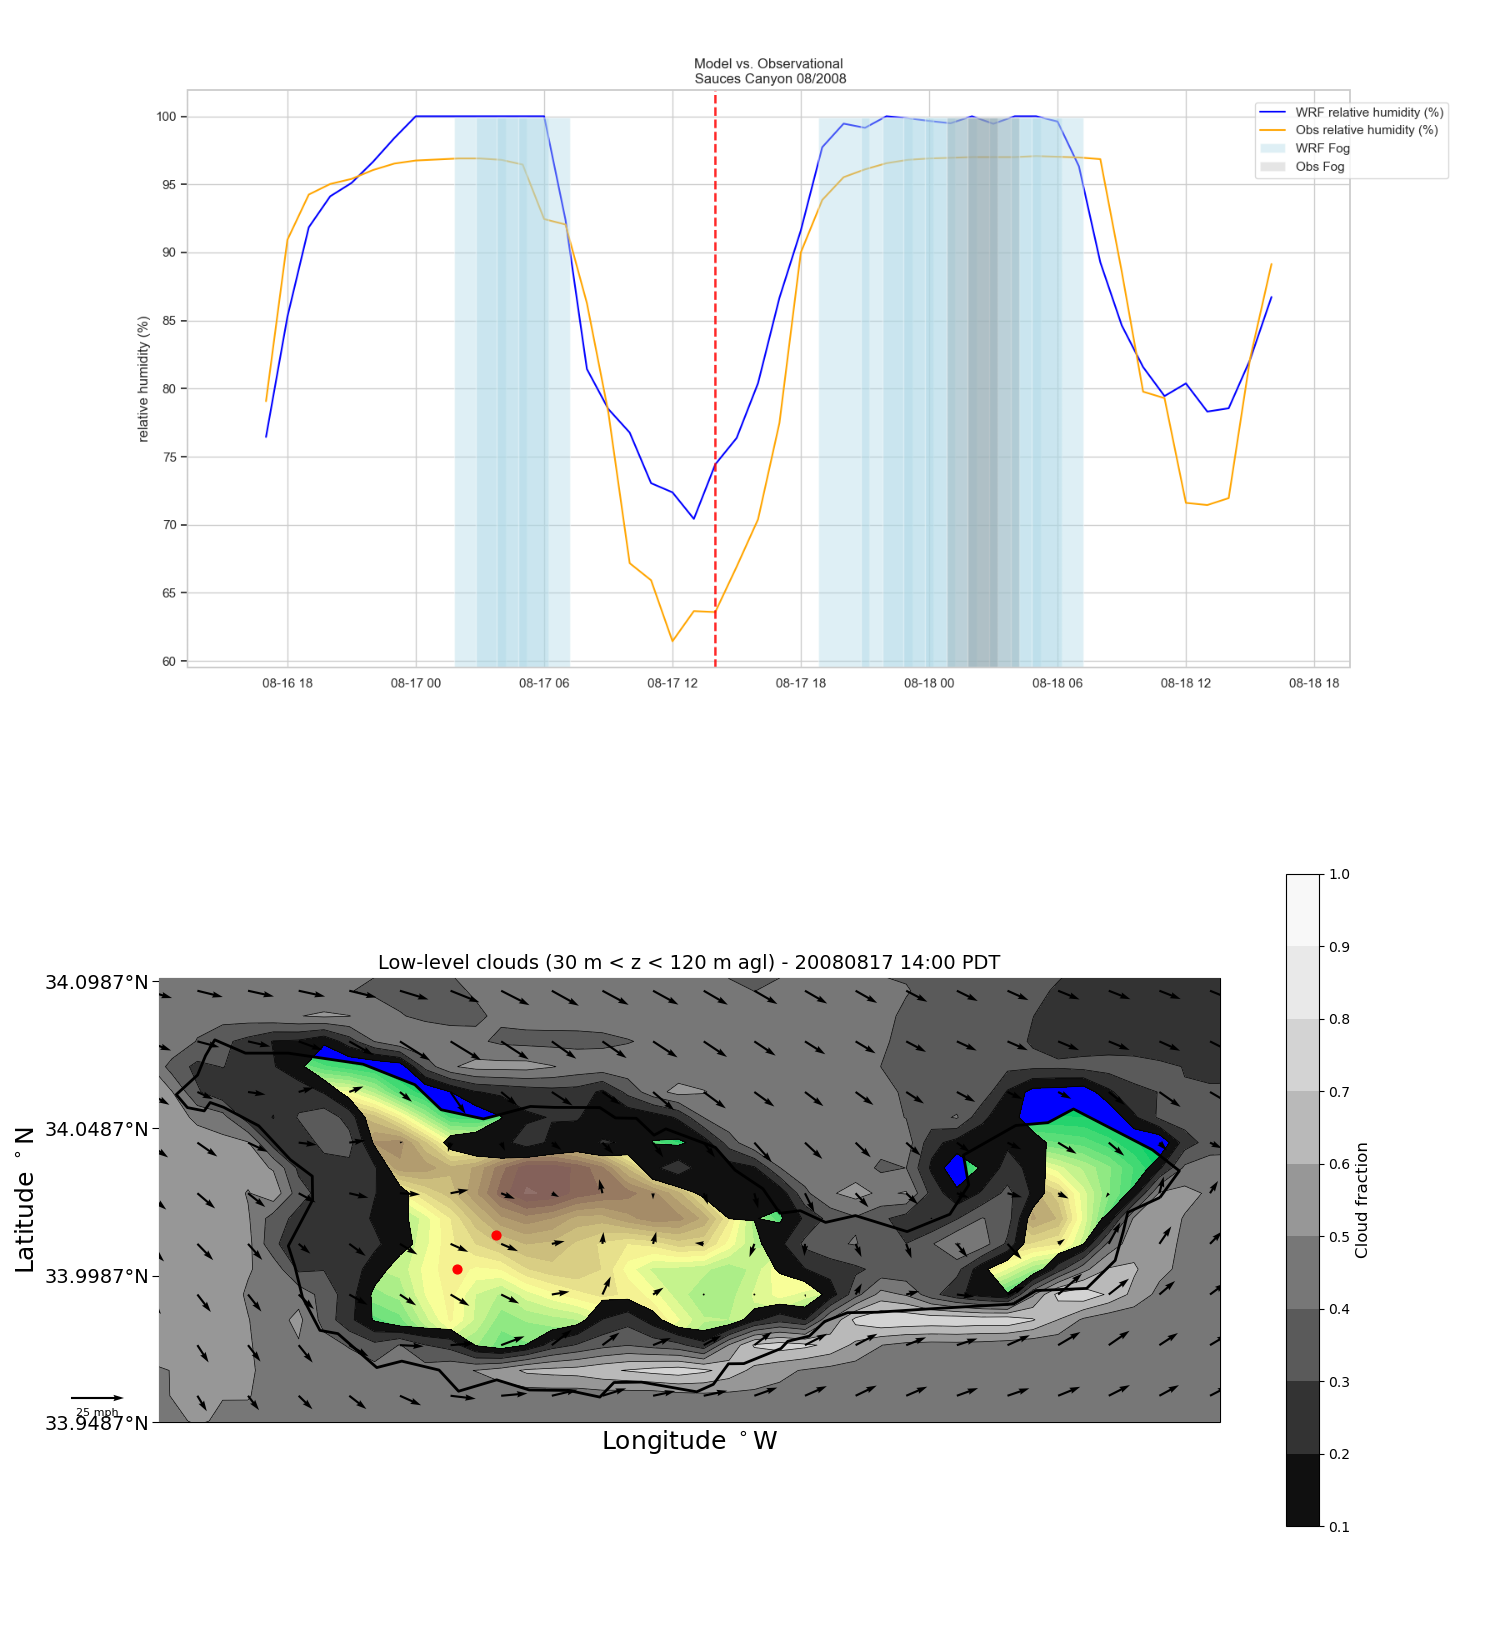 Model vs. Observational
Sauces Canyon 08/2008
100
95
90
85
80
75
70
65
60
relative humidity (%)
WRF relative humidity (%)
Obs relative humidity (%)
WRF Fog
Obs Fog
08-16 18
08-17 00
08-17 06
08-17 12
08-17 18
08-18 00
08-18 06
08-18 12
08-18 18
Low-level clouds (30 m < z < 120 m agl) - 20080817 14:00 PDT
34.0987°N
34.0487°N
33.9987°N
33.9487°N
Latitude °N
25 mph
Longitude °W
1.0
0.9
0.8
0.7
0.6
0.5
0.4
0.3
0.2
0.1
Cloud fraction